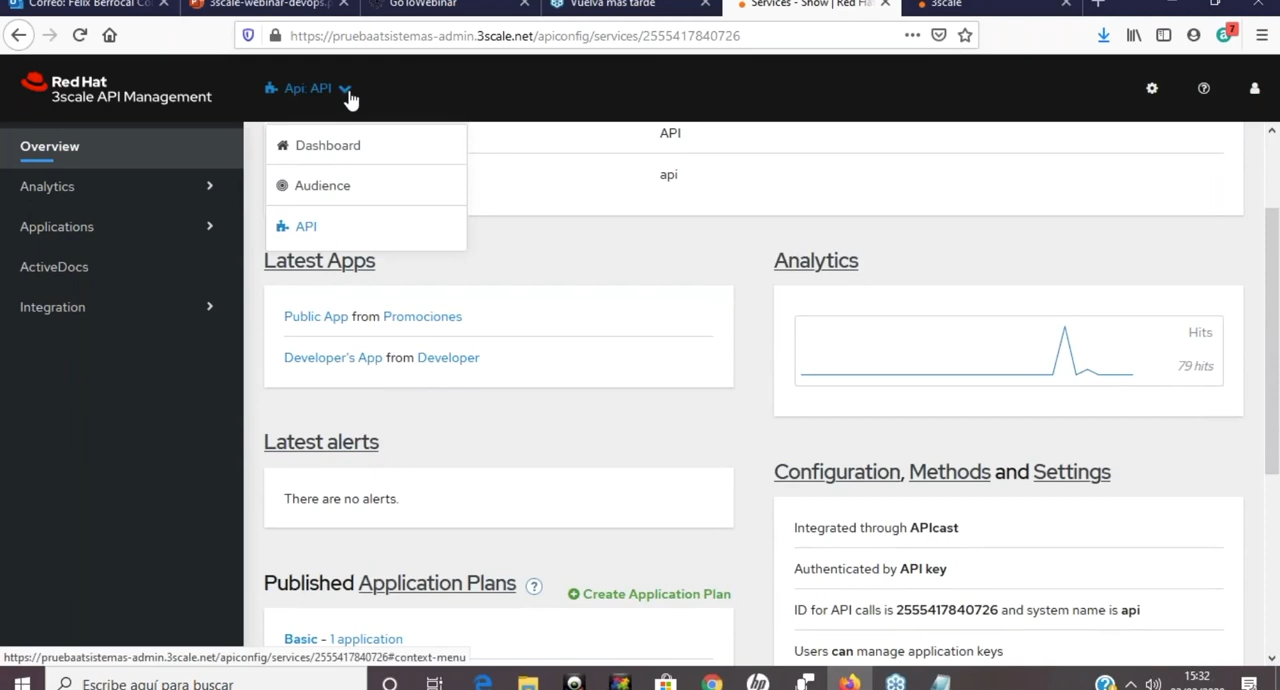 Correo: Felix Berrocal Co
3scale-webinar-devops.p
GoToWebinar
Vuelva más tarde
Services - Show | Red Ha
3scale
https://pruebaatsistemas-admin.3scale.net/apiconfig/services/2555417840726
7
Red Hat
3scale API Management
Api: API
Overview
Analytics
Applications
ActiveDocs
Integration
Dashboard
Audience
API
API
api
Latest Apps
Public App from Promociones
Developer's App from Developer
Analytics
Hits
79 hits
Latest alerts
There are no alerts.
Configuration, Methods and Settings
Integrated through APIcast
Authenticated by API key
ID for API calls is 2555417840726 and system name is api
Users can manage application keys
Published Application Plans ?
Create Application Plan
Basic - 1 application
https://pruebaatsistemas-admin.3scale.net/apiconfig/services/2555417840726#context-menu
Escribe aquí para buscar
15:32